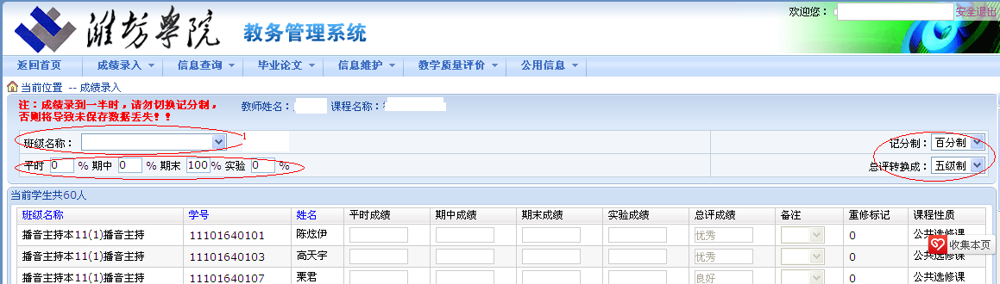 潍坊学院 教务管理系统 欢迎您： 安全退出
返回首页 成绩录入 信息查询 毕业论文 信息维护 教学质量评价 公用信息
当前位置 -- 成绩录入
注：成绩录到一半时，请勿切换记分制， 教师姓名： 课程名称：
否则将导致未保存数据丢失！！
班级名称： 1 记分制： 百分制
平时 0 % 期中 0 % 期末 100 % 实验 0 % 总评转换成： 五级制
当前学生共60人
班级名称 学号 姓名 平时成绩 期中成绩 期末成绩 实验成绩 总评成绩 备注 重修标记 课程性质
播音主持本11(1)播音主持 11101640101 陈炫伊 优秀 0 公共选修课
收集本页
播音主持本11(1)播音主持 11101640103 高天宇 优秀 0 公共选修课
播音主持本11(1)播音主持 11101640107 栗君 良好 0 公共选修课